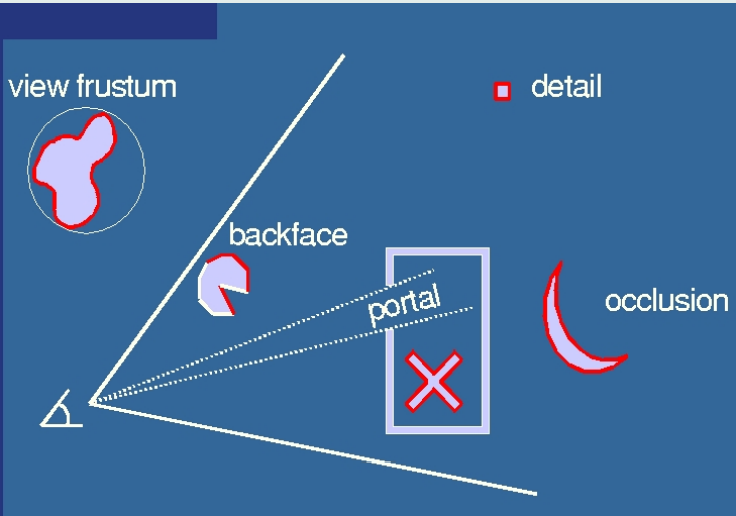 view frustum
detail
backface
portal
occlusion